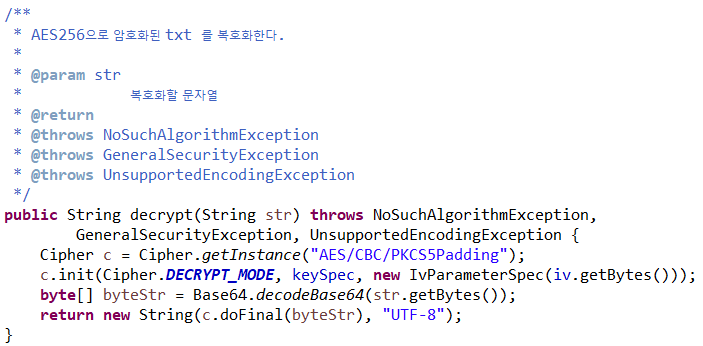 /**
 * AES256으로 암호화된 txt 를 복호화한다.
 *
 * @param str
 *            복호화할 문자열
 * @return
 * @throws NoSuchAlgorithmException
 * @throws GeneralSecurityException
 * @throws UnsupportedEncodingException
 */
public String decrypt(String str) throws NoSuchAlgorithmException,
        GeneralSecurityException, UnsupportedEncodingException {
    Cipher c = Cipher.getInstance("AES/CBC/PKCS5Padding");
    c.init(Cipher.DECRYPT_MODE, keySpec, new IvParameterSpec(iv.getBytes()));
    byte[] byteStr = Base64.decodeBase64(str.getBytes());
    return new String(c.doFinal(byteStr), "UTF-8");
}